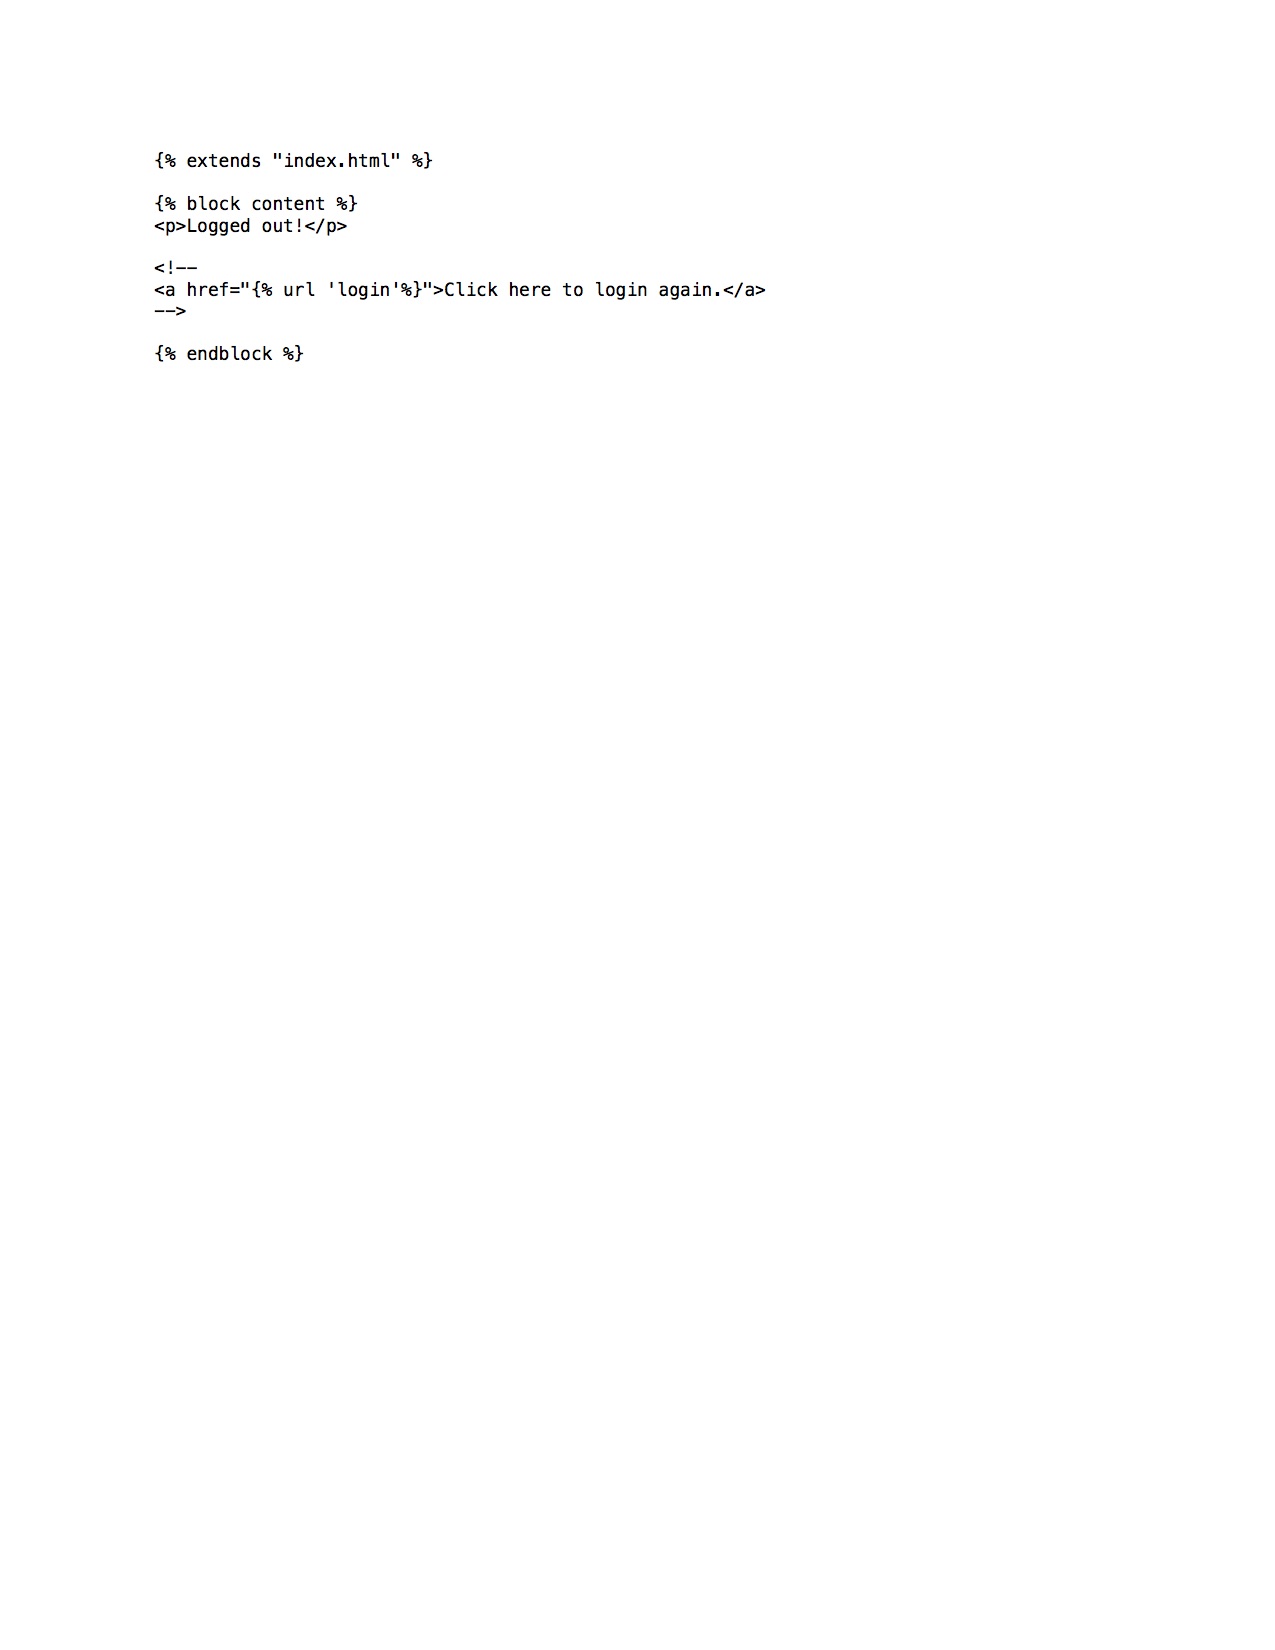 {% extends "index.html" %}
{% block content %}
<p>Logged out!</p>
<!--
<a href="{% url 'login'%}">Click here to login again.</a>
-->
{% endblock %}